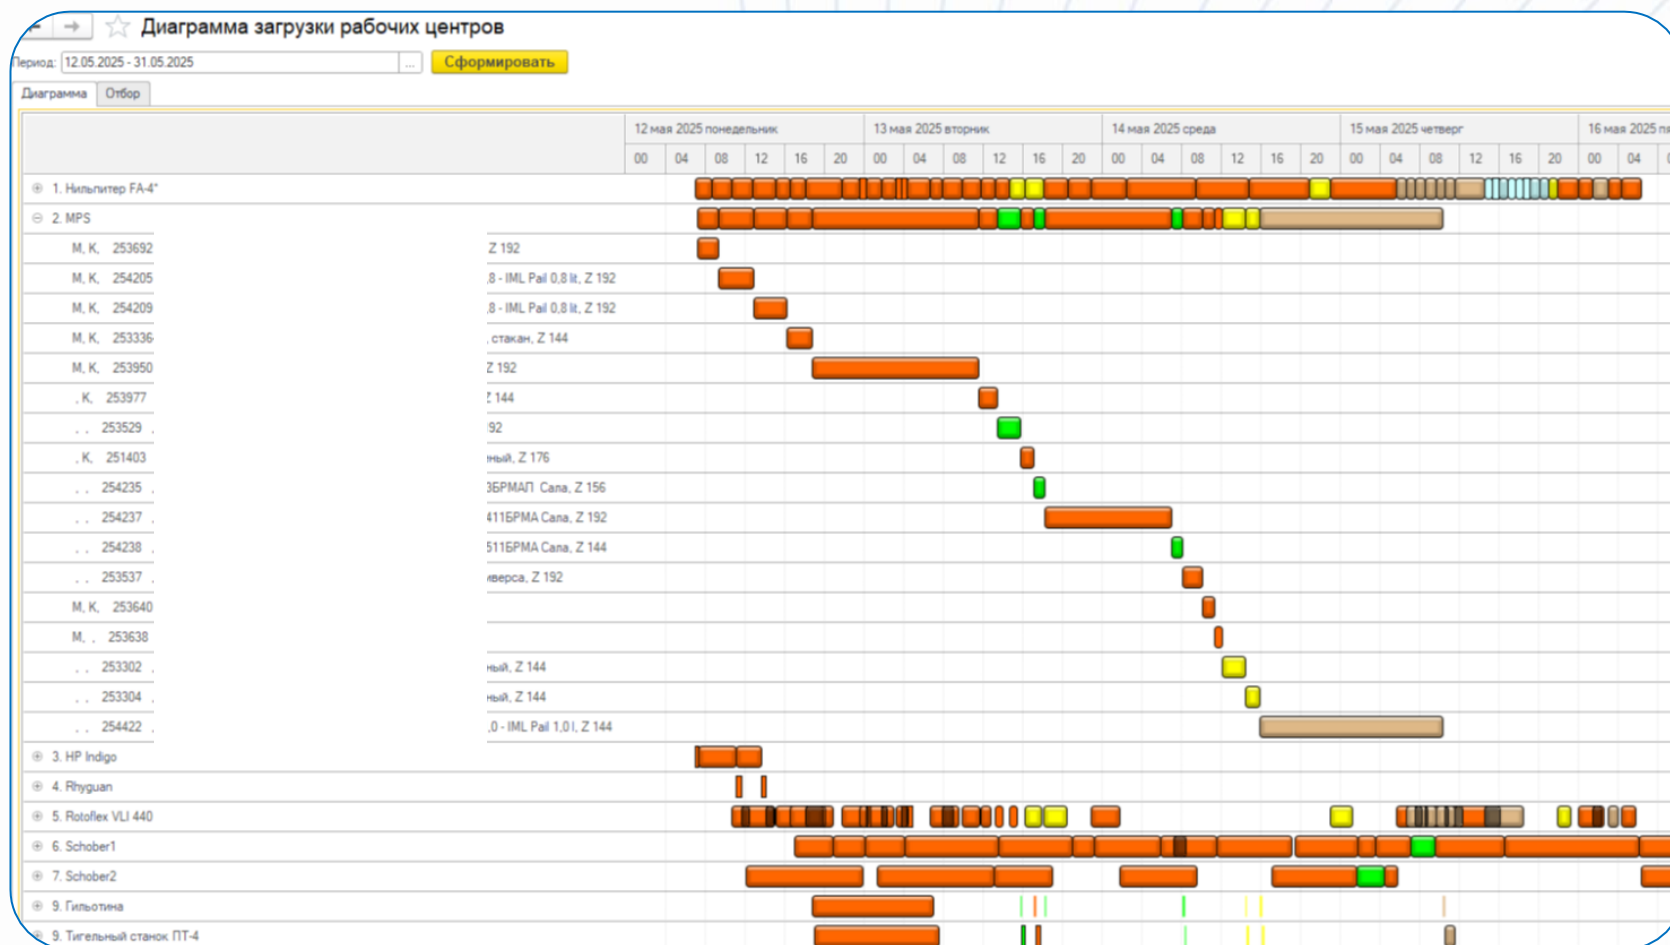 Диаграмма загрузки рабочих центров
Период: 12.05.2025 - 31.05.2025 ... Сформировать
Диаграмма Отбор
12 мая 2025 понедельник 13 мая 2025 вторник 14 мая 2025 среда 15 мая 2025 четверг 16 мая 2025
00 04 08 12 16 20 00 04 08 12 16 20 00 04 08 12 16 20 00 04 08 12 16 20 00 04
1. Нильпитер FA-4"
2. MPS
М, К, 253692 Z 192
М, К, 254205 ,8 - IML Pail 0,8 lit, Z 192
М, К, 254209 ,8 - IML Pail 0,8 lit, Z 192
М, К, 253336 , стакан, Z 144
М, К, 253950 Z 192
, К, 253977 Z 144
. . 253529 . 92
, К, 251403 ный, Z 176
. . 254235 . БРМАП Сала, Z 156
. . 254237 . 411БРМА Сала, Z 192
. . 254238 . 511БРМА Сала, Z 144
. . 253537 . иверса, Z 192
М, К, 253640
М, . 253638
. . 253302 . ный, Z 144
. . 253304 . ный, Z 144
. . 254422 ,0 - IML Pail 1,0 l, Z 144
3. HP Indigo
4. Rhyguan
5. Rotoflex VLI 440
6. Schober1
7. Schober2
9. Гильотина
9. Тигельный станок ПТ-4